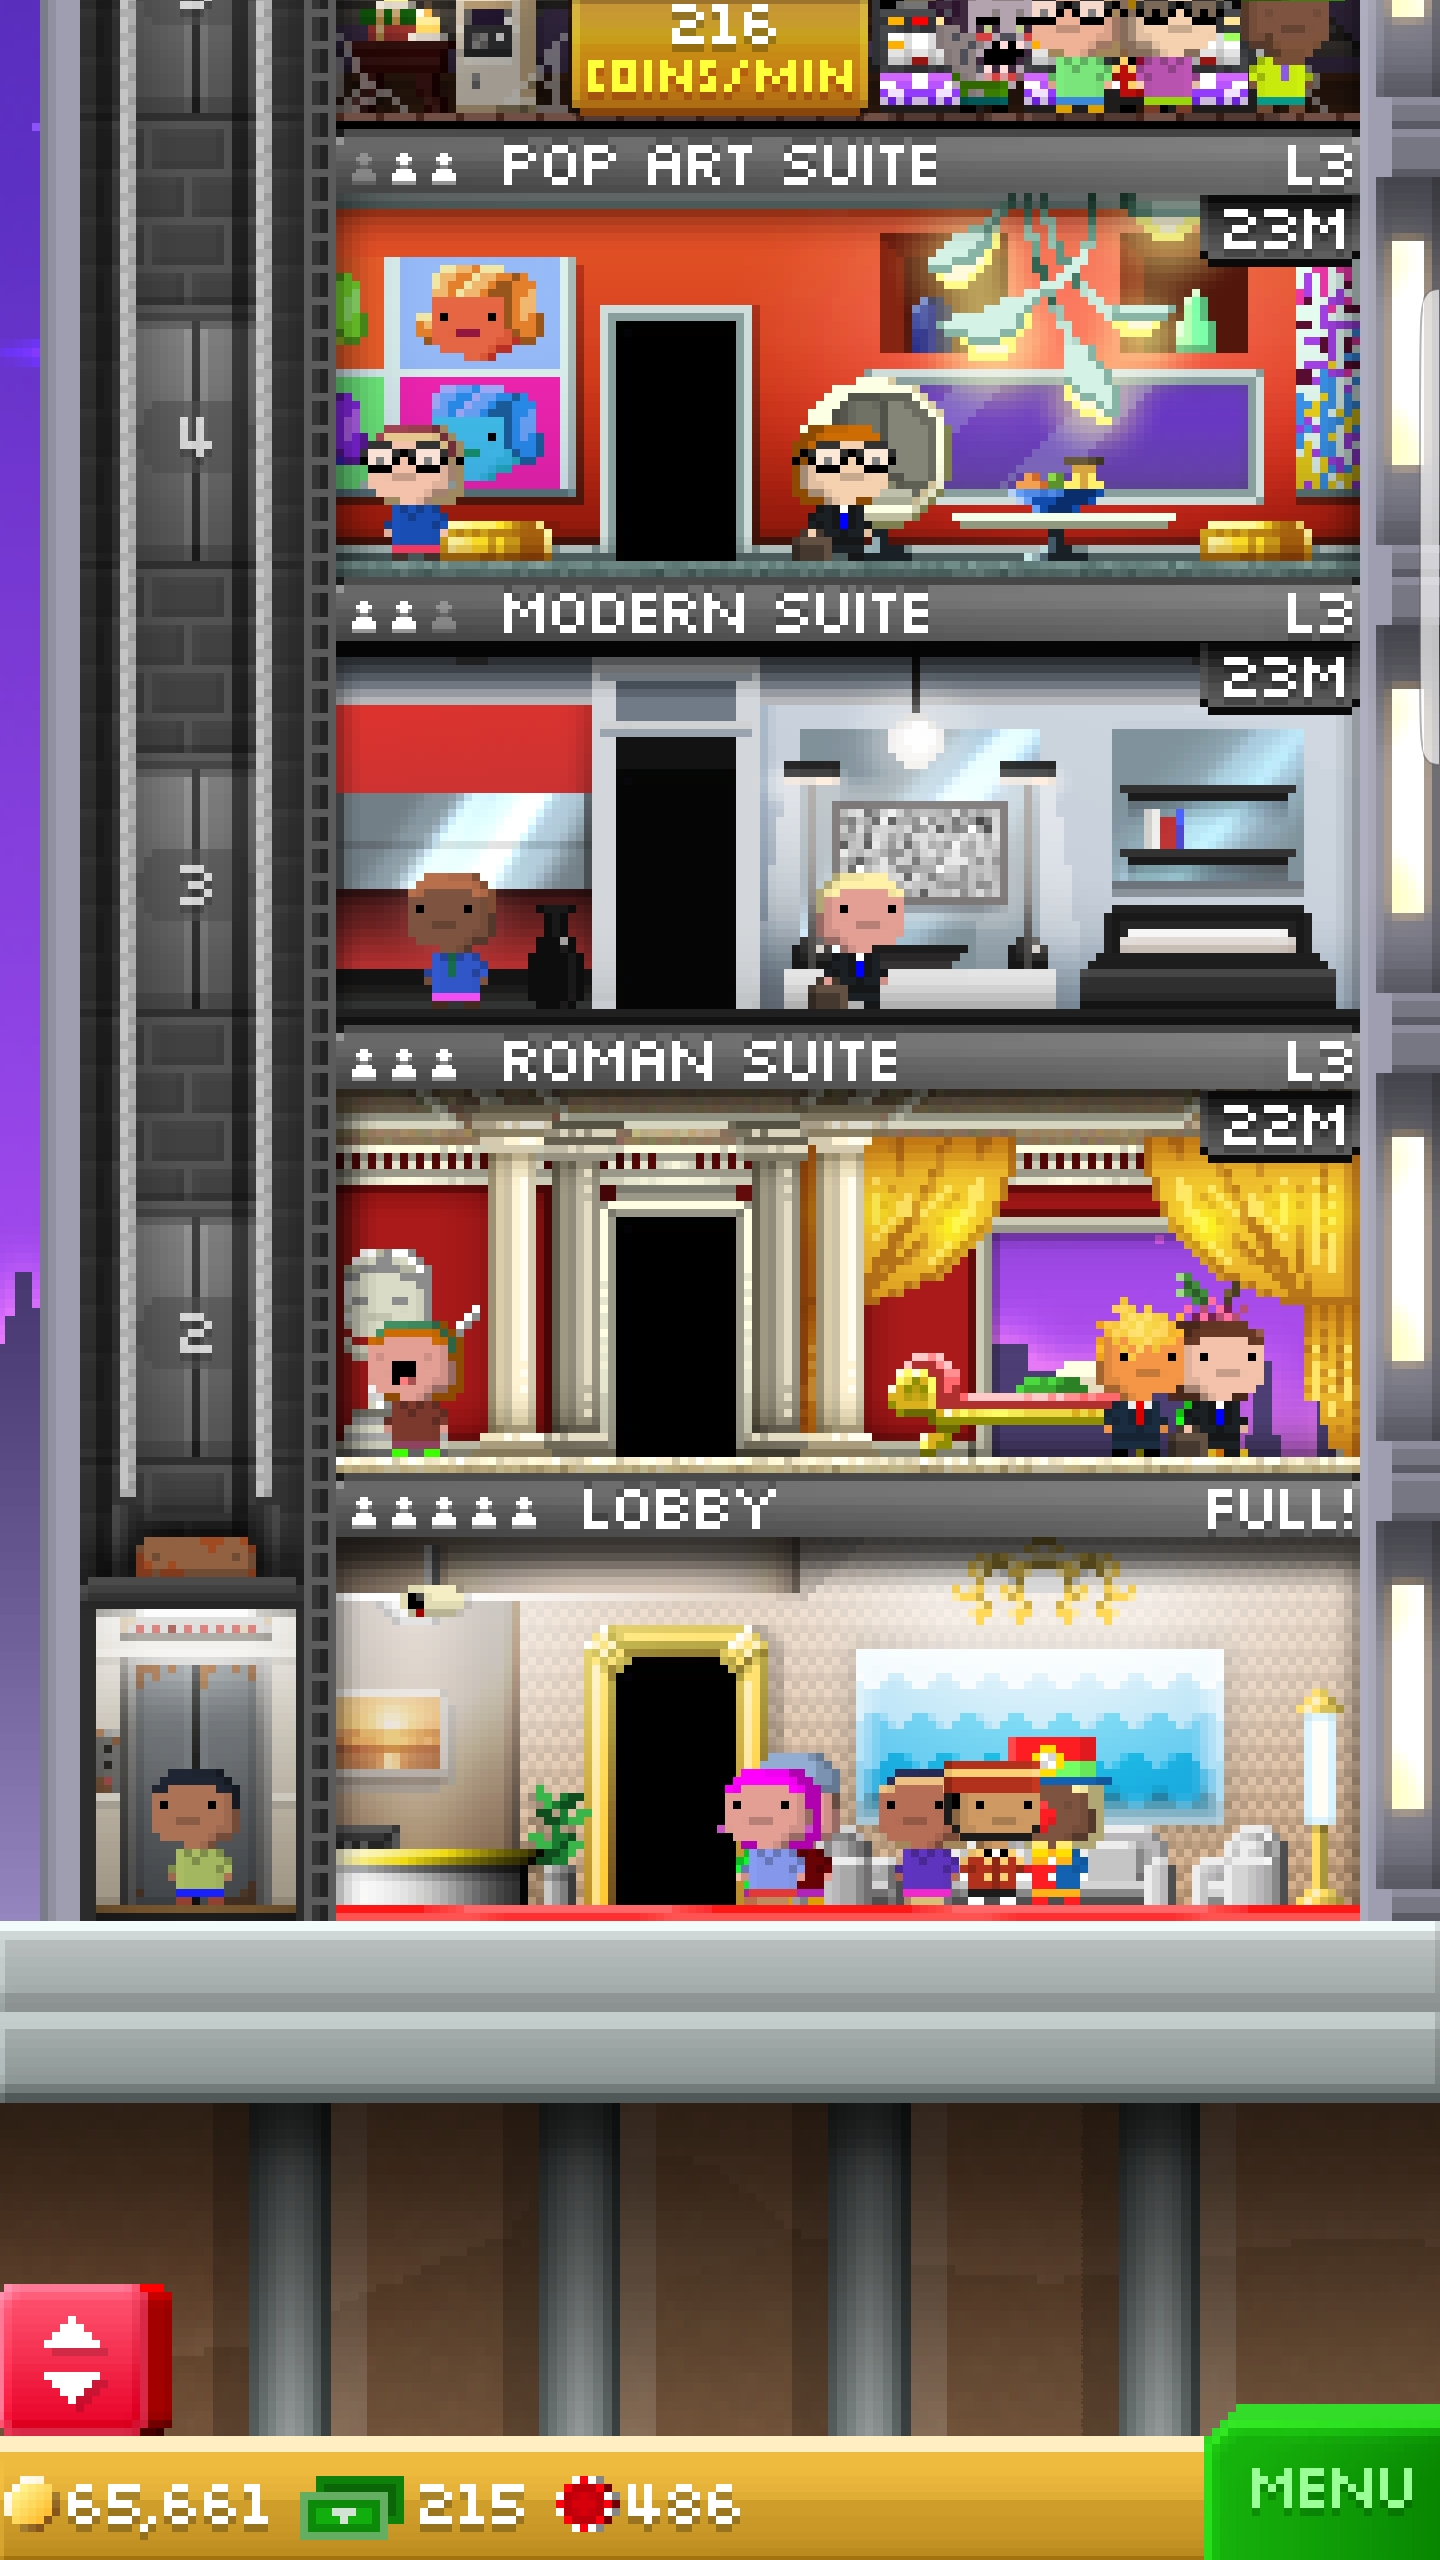 216
COINS/MIN
POP ART SUITE L3
23M
4
MODERN SUITE L3
23M
3
ROMAN SUITE L3
22M
2
LOBBY FULL!
65,661 215 486
MENU